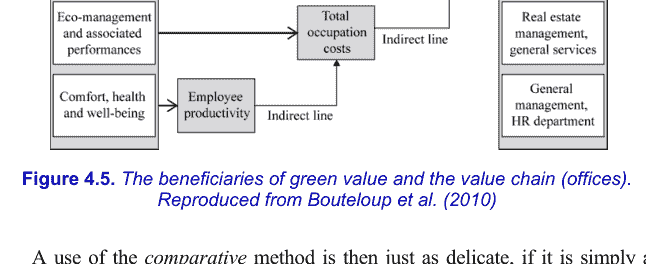 Eco-management
and associated
performances
Total
occupation
costs
Indirect line
Real estate
management,
general services
Comfort, health
and well-being
Employee
productivity
Indirect line
General
management,
HR department
Figure 4.5. The beneficiaries of green value and the value chain (offices).
Reproduced from Bouteloup et al. (2010)
A use of the comparative method is then just as delicate, if it is simply a